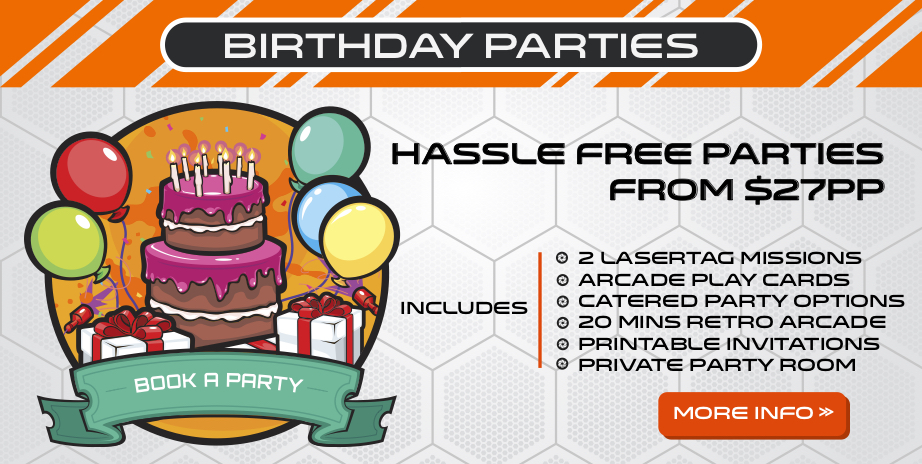 BIRTHDAY PARTIES
HASSLE FREE PARTIES
FROM $27PP
INCLUDES
2 LASERTAG MISSIONS
ARCADE PLAY CARDS
CATERED PARTY OPTIONS
20 MINS RETRO ARCADE
PRINTABLE INVITATIONS
PRIVATE PARTY ROOM
BOOK A PARTY
MORE INFO »